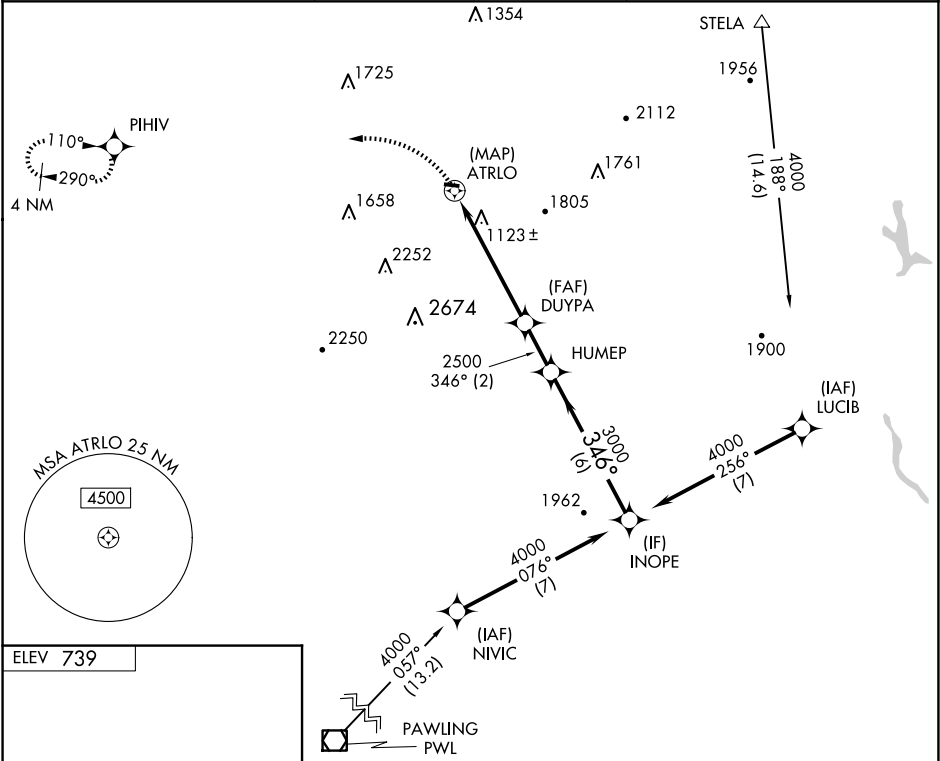 1354
STELA
1725
1956
2112
PIHIV
110°
290°
4 NM
(MAP)
ATRLO
1761
4000
188°
(14.6)
1658
1805
1123 ±
2252
(FAF)
DUYPA
2674
2250
2500
346° (2)
HUMEP
1900
(IAF)
LUCIB
3000
346°
(6)
4000
256°
(7)
MSA ATRLO 25 NM
4500
1962
(IF)
INOPE
4000
076°
(7)
(IAF)
NIVIC
4000
057°
(13.2)
ELEV 739
PAWLING
PWL